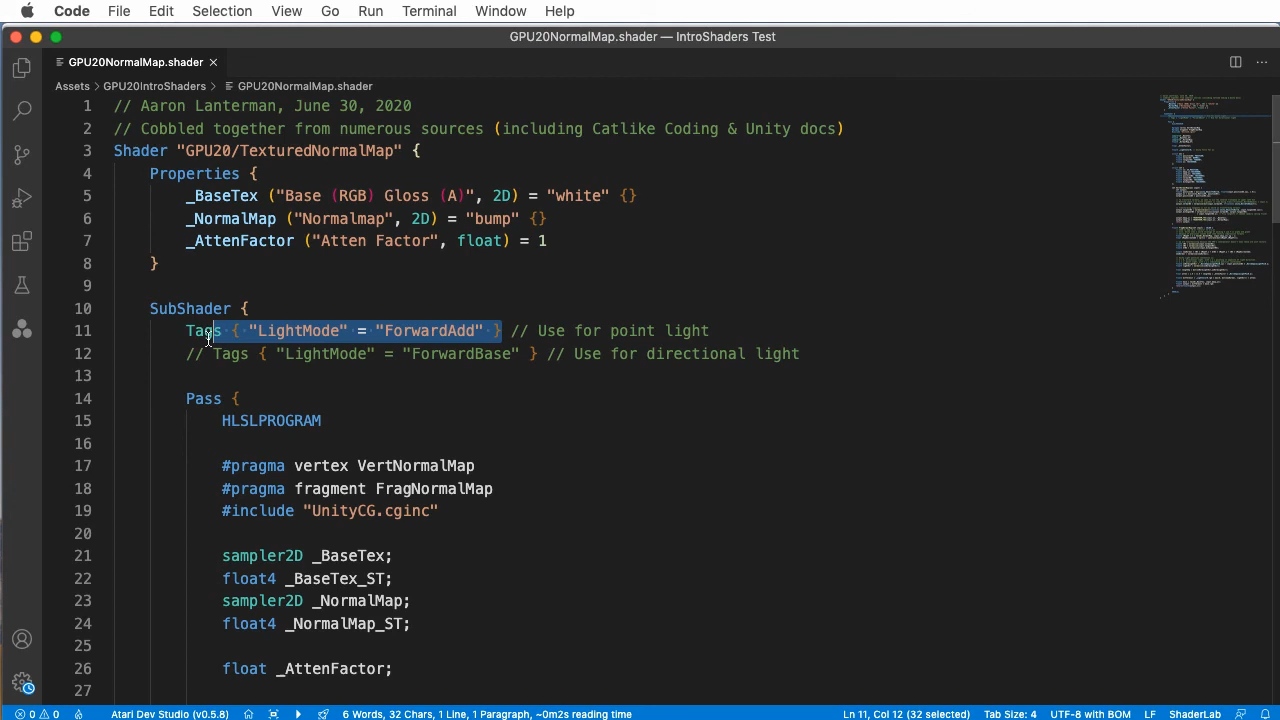 Code File Edit Selection View Go Run Terminal Window Help
GPU20NormalMap.shader — IntroShaders Test
GPU20NormalMap.shader
Assets > GPU20IntroShaders > GPU20NormalMap.shader
1 // Aaron Lanterman, June 30, 2020
2 // Cobbled together from numerous sources (including Catlike Coding & Unity docs)
3 Shader "GPU20/TexturedNormalMap" {
4 Properties {
5 _BaseTex ("Base (RGB) Gloss (A)", 2D) = "white" {}
6 _NormalMap ("Normalmap", 2D) = "bump" {}
7 _AttenFactor ("Atten Factor", float) = 1
8 }
9
10 SubShader {
11 Tags { "LightMode" = "ForwardAdd" } // Use for point light
12 // Tags { "LightMode" = "ForwardBase" } // Use for directional light
13
14 Pass {
15 HLSLPROGRAM
16
17 #pragma vertex VertNormalMap
18 #pragma fragment FragNormalMap
19 #include "UnityCG.cginc"
20
21 sampler2D _BaseTex;
22 float4 _BaseTex_ST;
23 sampler2D _NormalMap;
24 float4 _NormalMap_ST;
25
26 float _AttenFactor;
27
0 0 Atari Dev Studio (v0.5.8) 6 Words, 32 Chars, 1 Line, 1 Paragraph, ~0m2s reading time Ln 11, Col 12 (32 selected) Tab Size: 4 UTF-8 with BOM LF ShaderLab